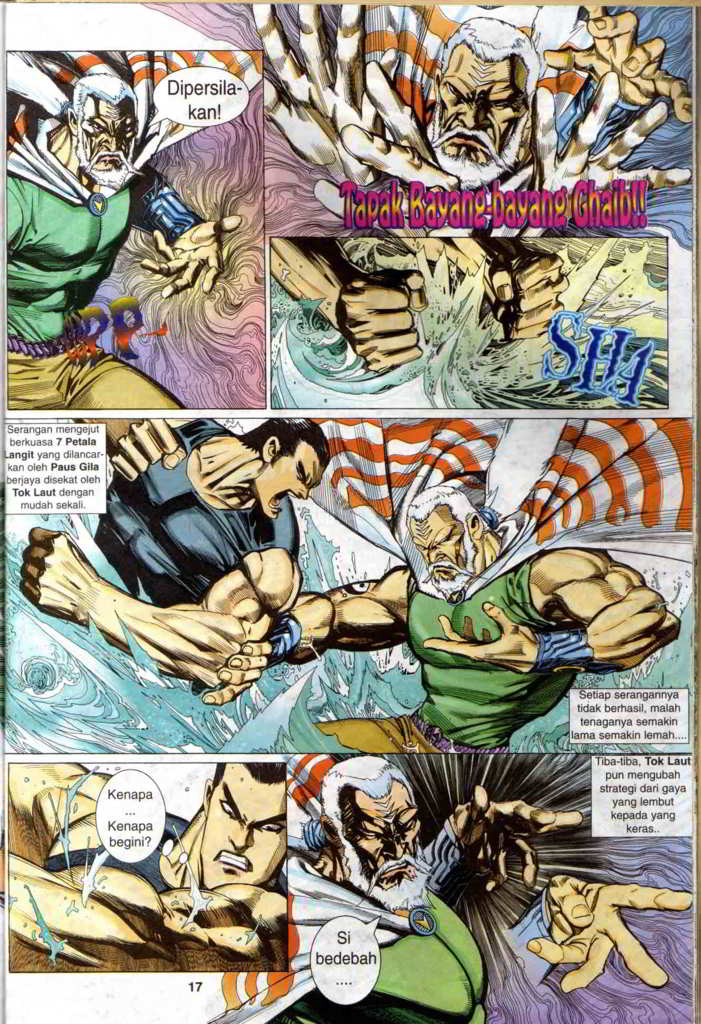 Dipersila-
kan!
Tapak Bayang-bayang Ghaib!!
SHA
Serangan mengejut
berkuasa 7 Petala
Langit yang dilancar-
kan oleh Paus Gila
berjaya disekat oleh
Tok Laut dengan
mudah sekali.
Setiap serangannya
tidak berhasil, malah
tenaganya semakin
lama semakin lemah....
Kenapa
...
Kenapa
begini?
Tiba-tiba, Tok Laut
pun mengubah
strategi dari gaya
yang lembut
kepada yang
keras..
Si
bedebah
....
17